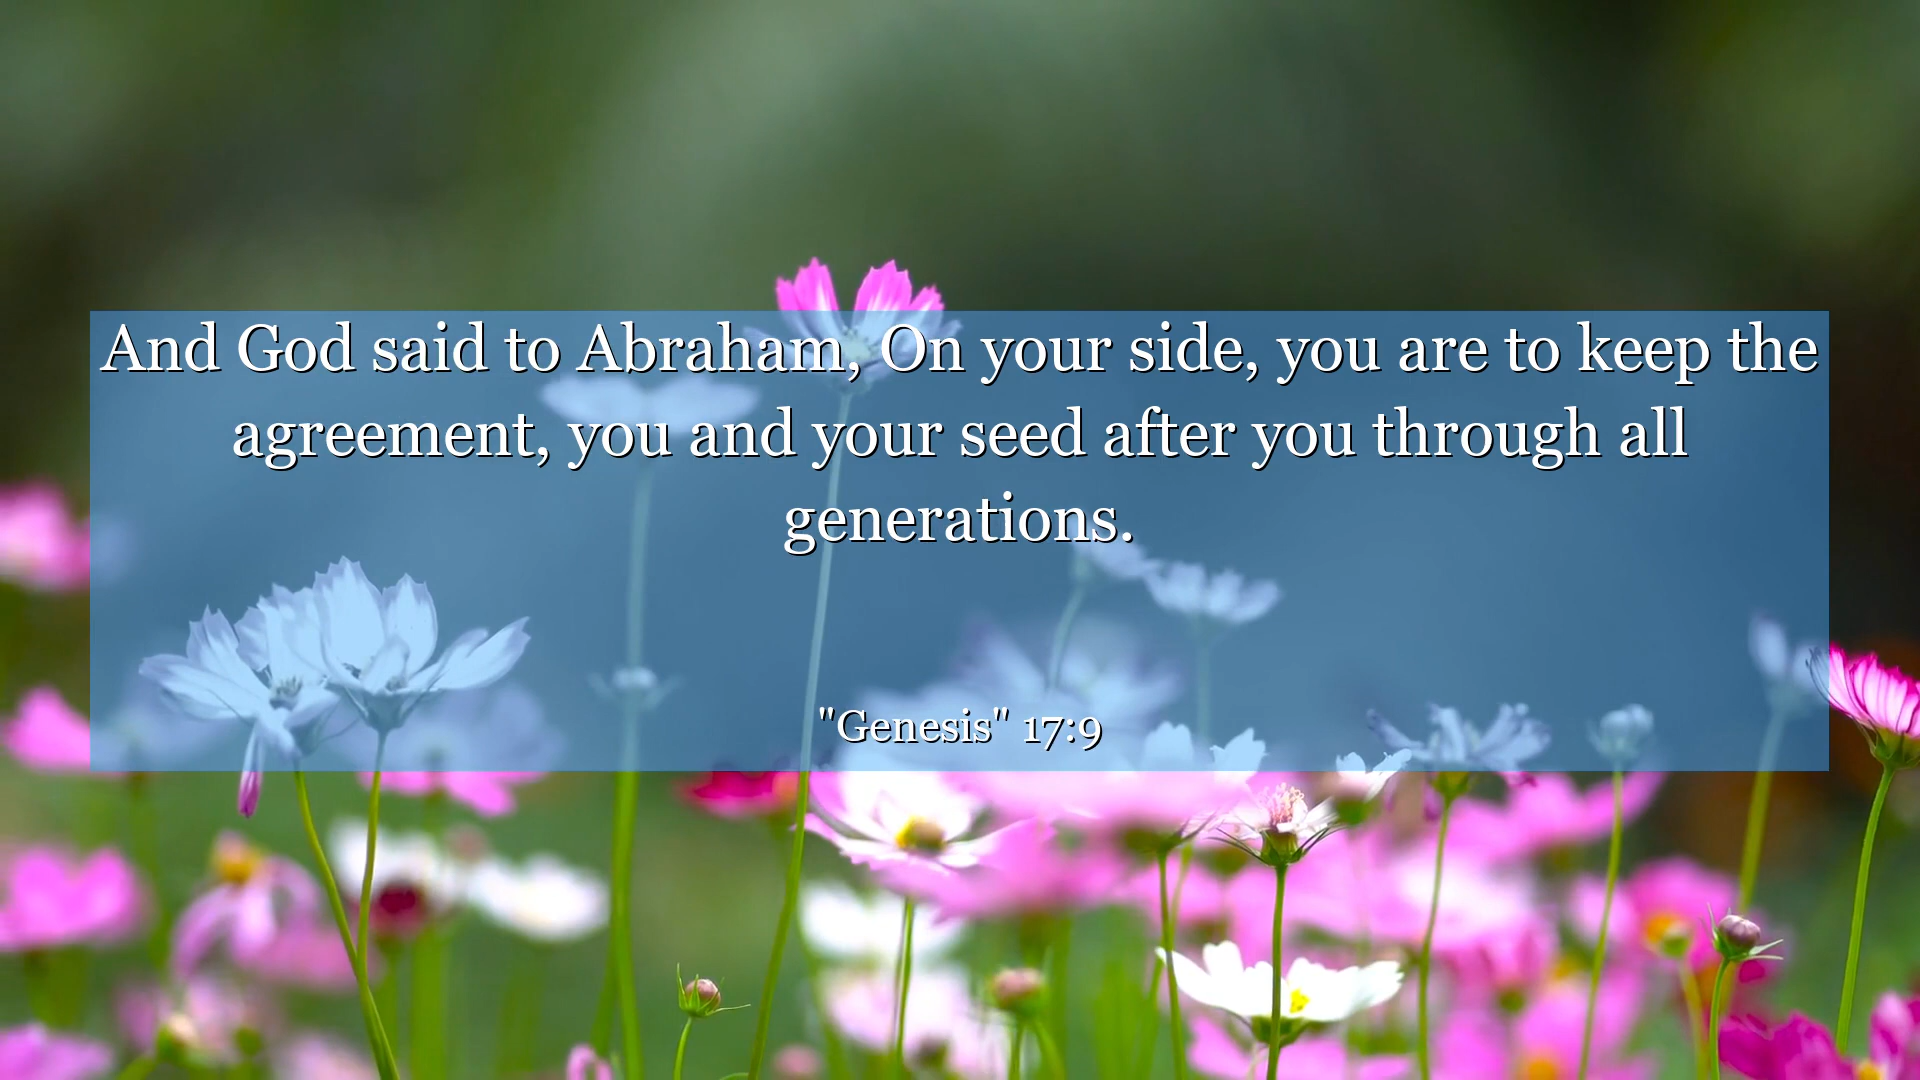 And God said to Abraham, On your side, you are to keep the
agreement, you and your seed after you through all
generations.
"Genesis" 17:9